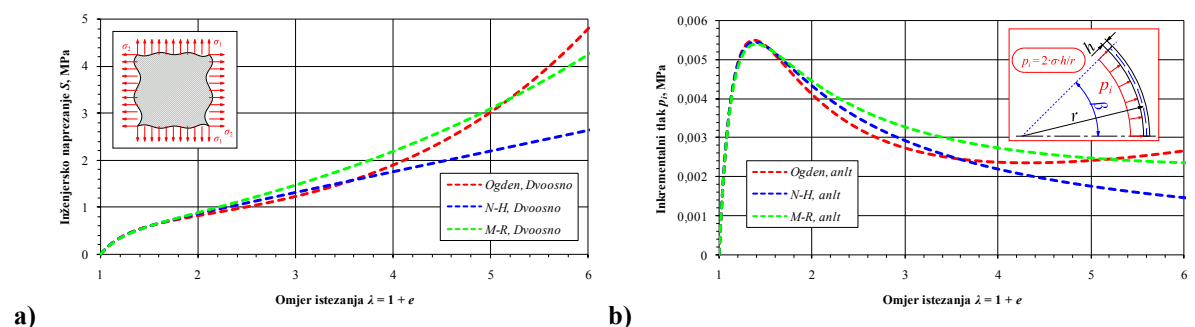 5
4
3
2
1
0
Inženjersko naprezanje S, MPa
σ₂
σ₁
σ₂
σ₁
Ogden, Dvoosno
N-H, Dvoosno
M-R, Dvoosno
1
2
3
4
5
6
Omjer istezanja λ = 1 + e
a)
0,006
0,005
0,004
0,003
0,002
0,001
0
Inkrementalni tlak pᵢ, MPa
pᵢ = 2·σ·h/r
h
pᵢ
β
r
Ogden, anlt
N-H, anlt
M-R, anlt
1
2
3
4
5
6
Omjer istezanja λ = 1 + e
b)